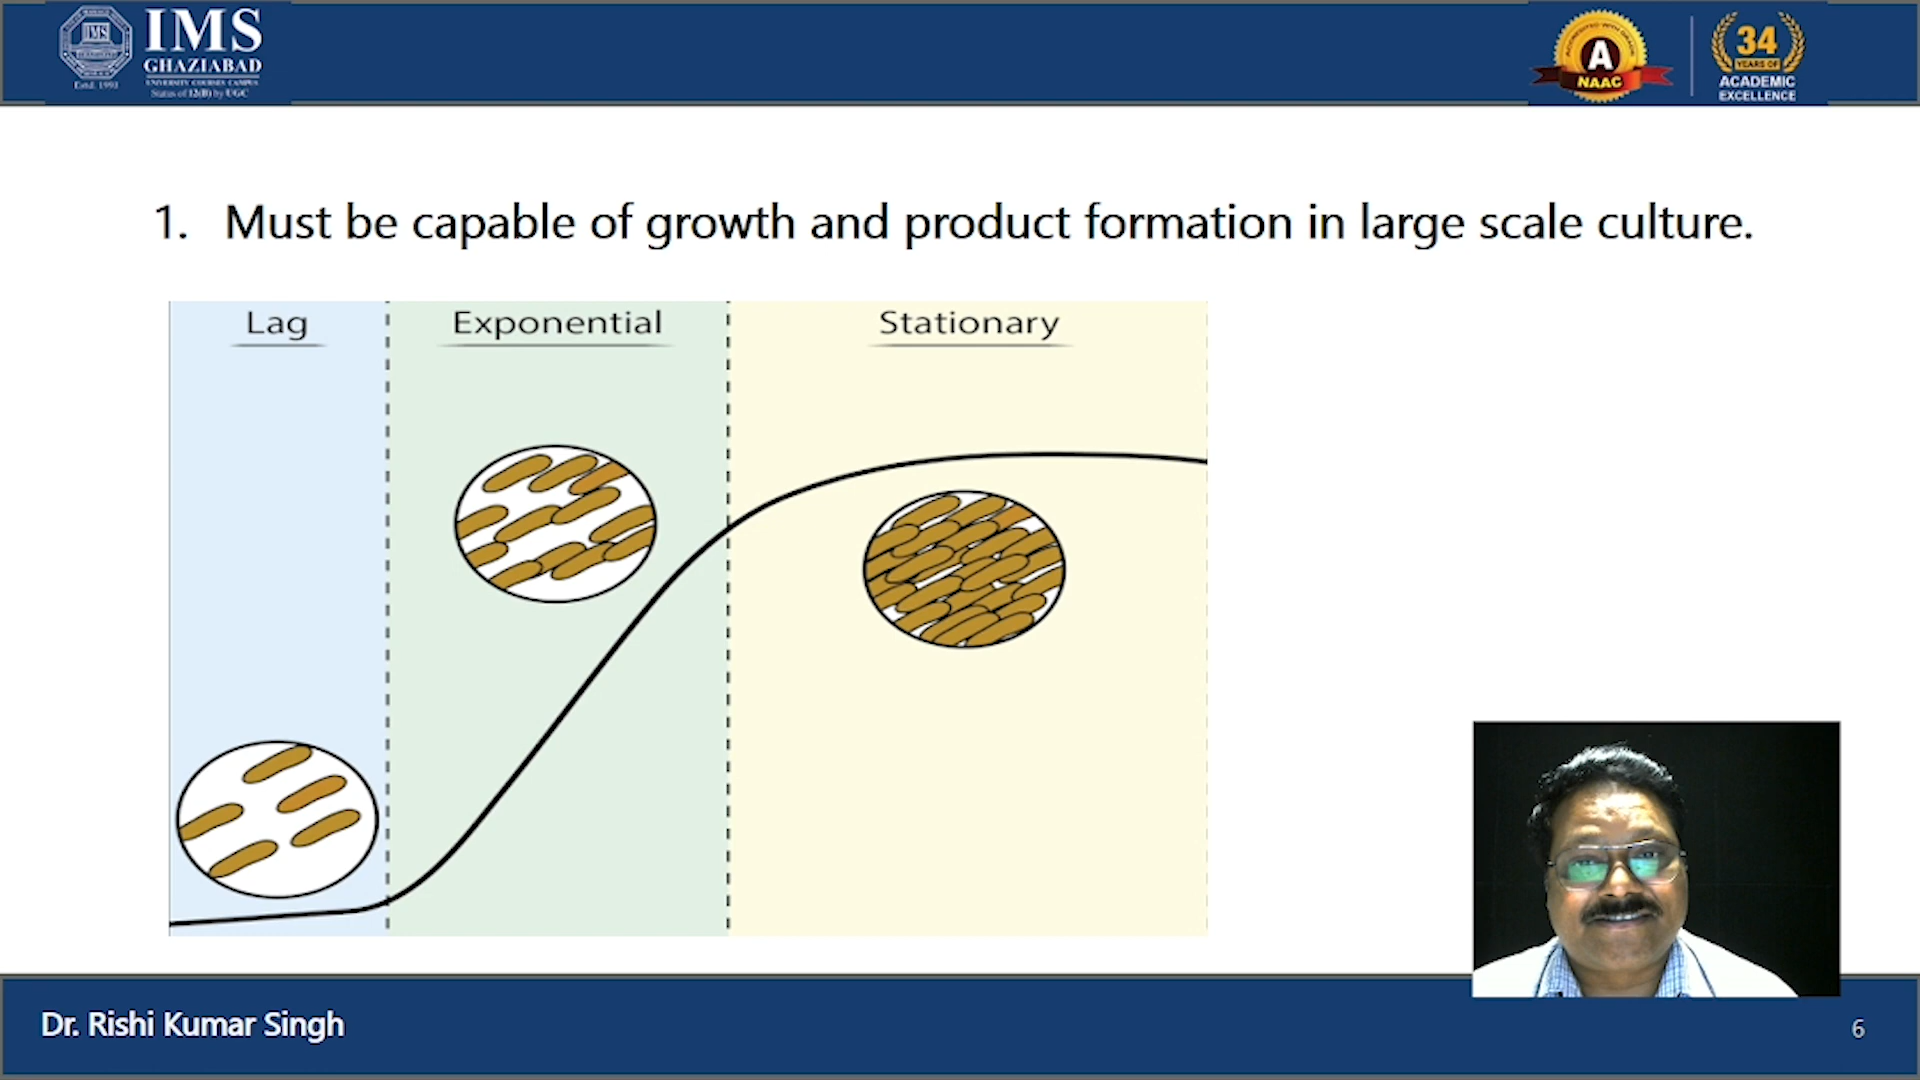 IMS
GHAZIABAD
UNIVERSITY COURSES CAMPUS
Status of 12(B) by UGC
IMS
Estd. 1991
A
NAAC
34
YEARS OF
ACADEMIC
EXCELLENCE
1. Must be capable of growth and product formation in large scale culture.
Lag
Exponential
Stationary
Dr. Rishi Kumar Singh
6